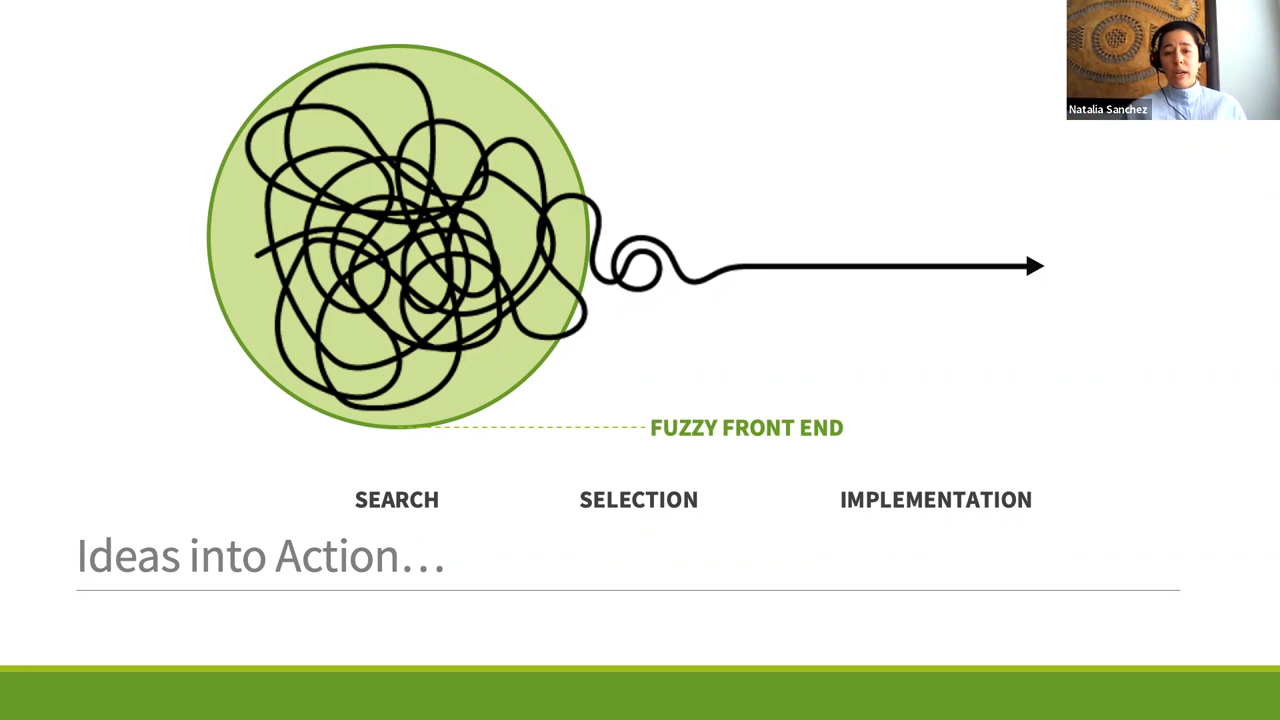 Natalia Sanchez
FUZZY FRONT END
SEARCH SELECTION IMPLEMENTATION
Ideas into Action…